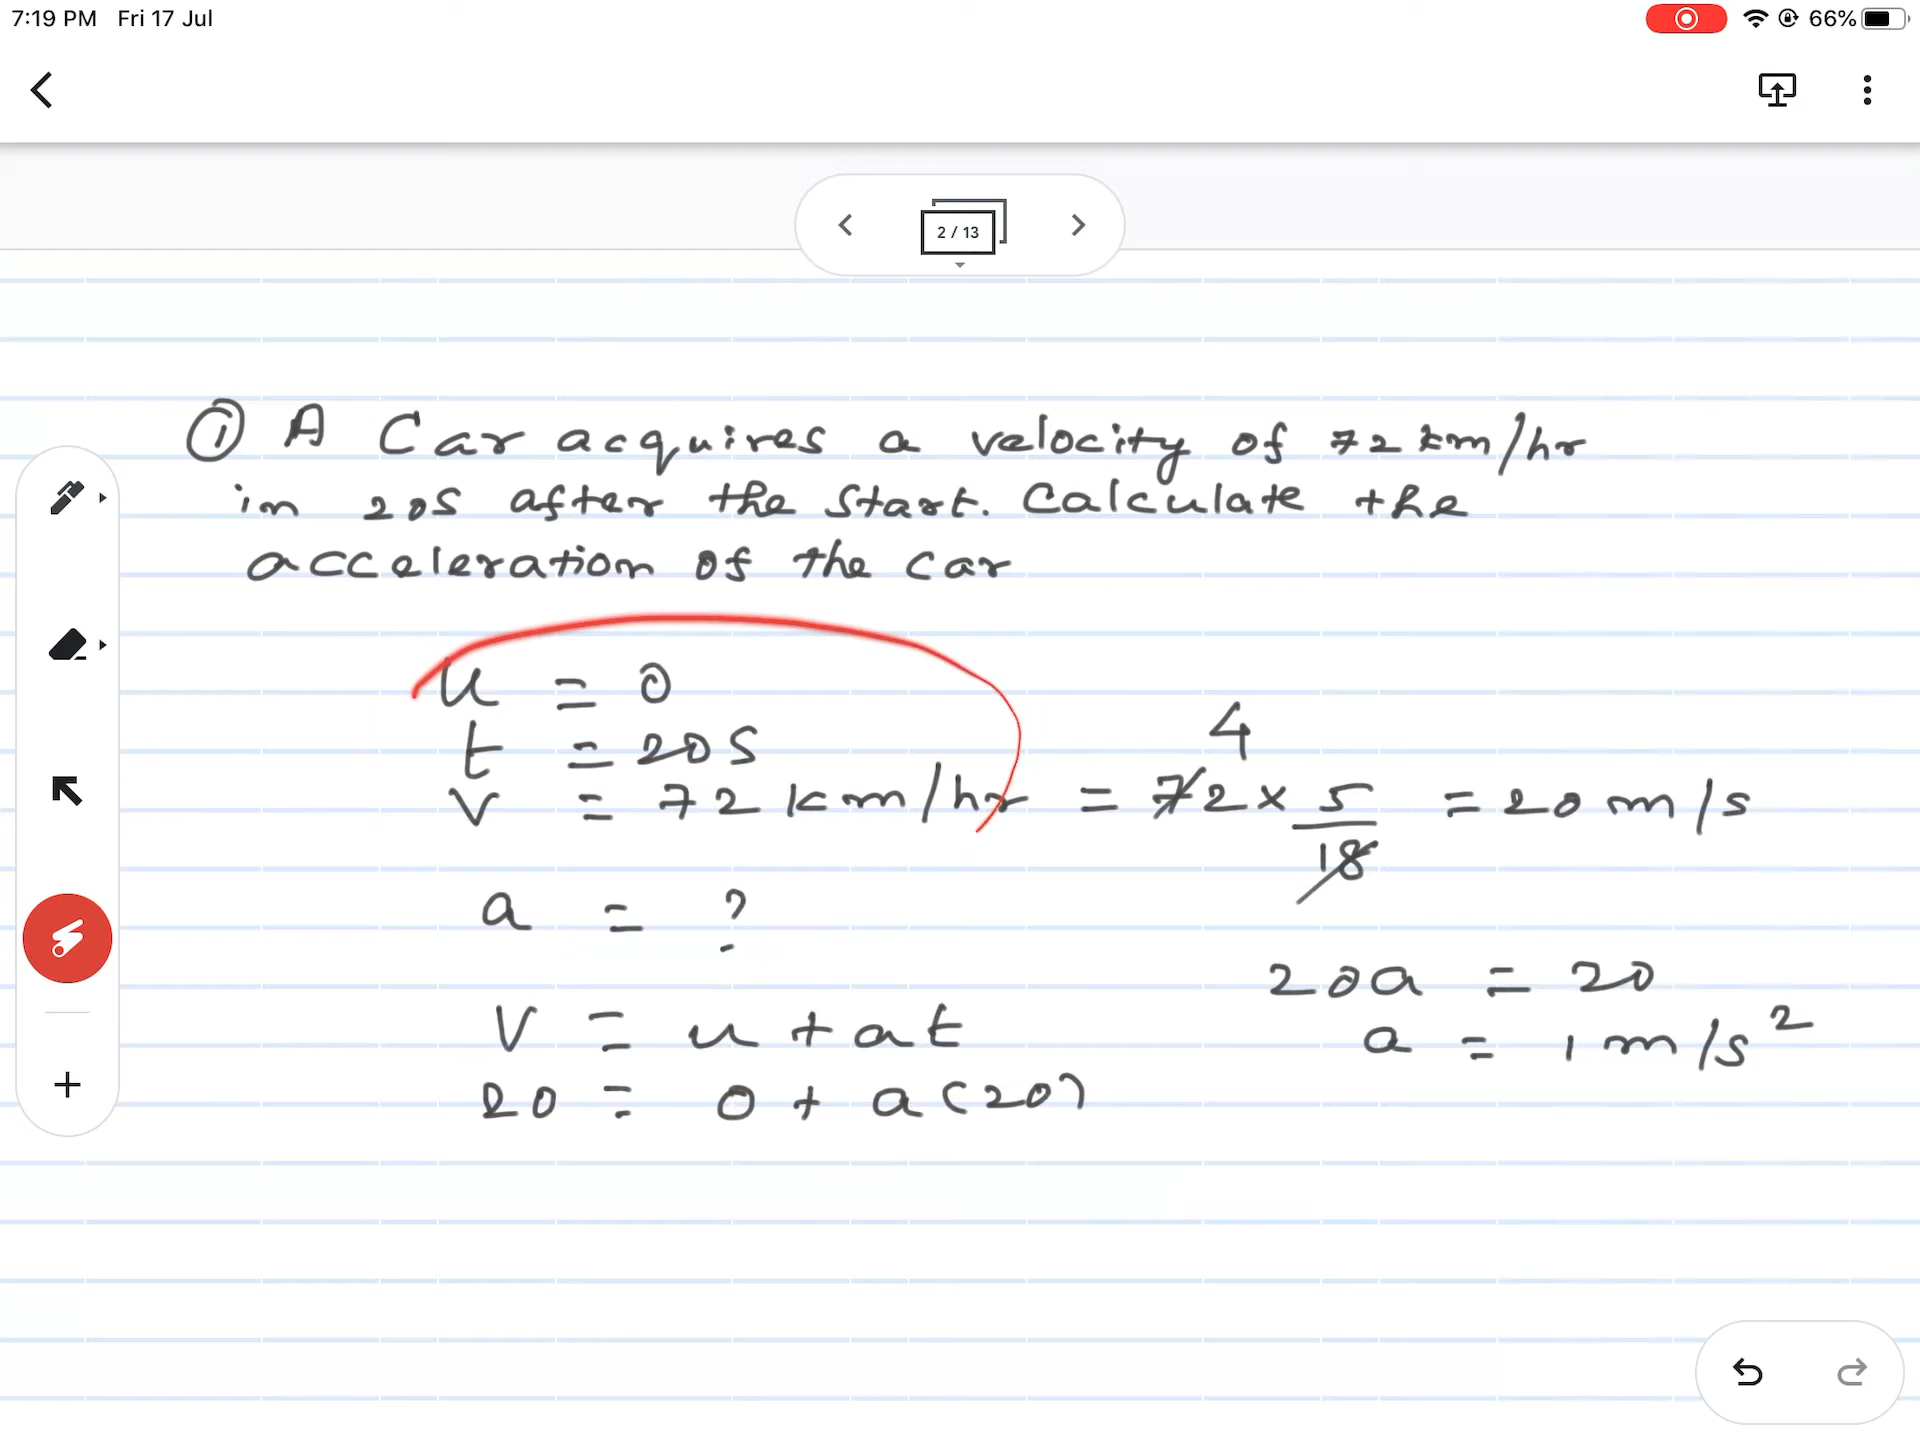 7:19 PM Fri 17 Jul 66%
2 / 13
① A Car acquires a velocity of 72 km/hr
in 20s after the start. Calculate the
acceleration of the car
u = 0
t = 20s
4
v = 72 km/hr = 72 × 5/18 = 20 m/s
a = ?
20a = 20
v = u + at
a = 1 m/s²
20 = 0 + a(20)